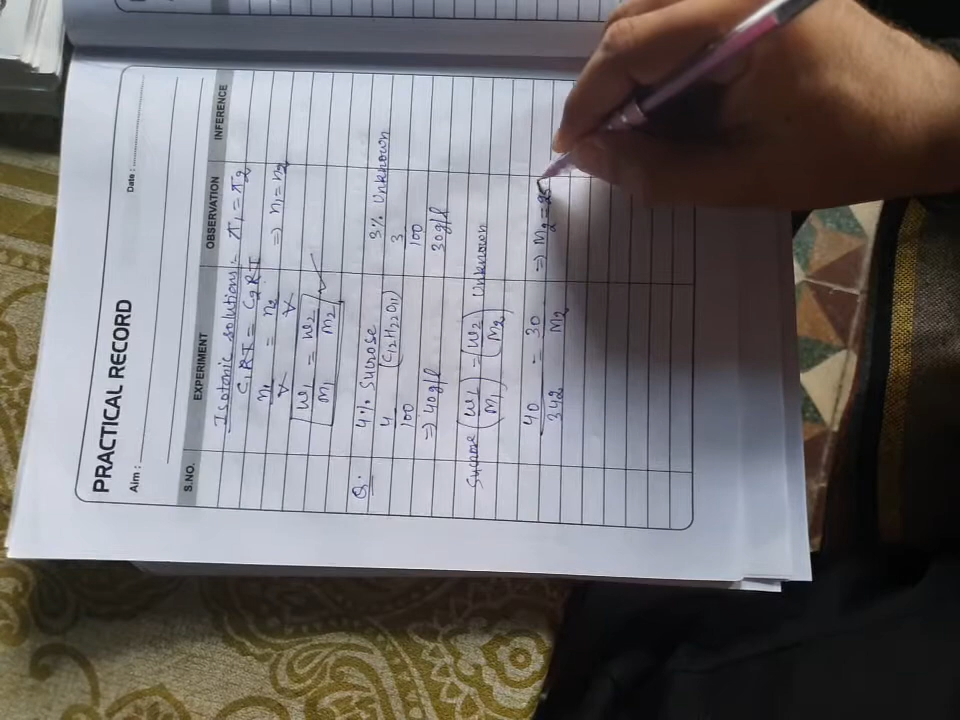 PRACTICAL RECORD
Aim : Date :
S.NO. EXPERIMENT OBSERVATION INFERENCE
Isotonic solutions:- π1 = π2
C1RT = C2RT
n1/V = n2/V => n1 = n2
w1/M1 = w2/M2
Q. 4% Sucrose 3% Unknown
4/100 (C12H22O11) 3/100
=> 40g/l 30g/l
Sucrose (w1/M1) = (w2/M2) Unknown
40/342 = 30/M2 => M2 = 25